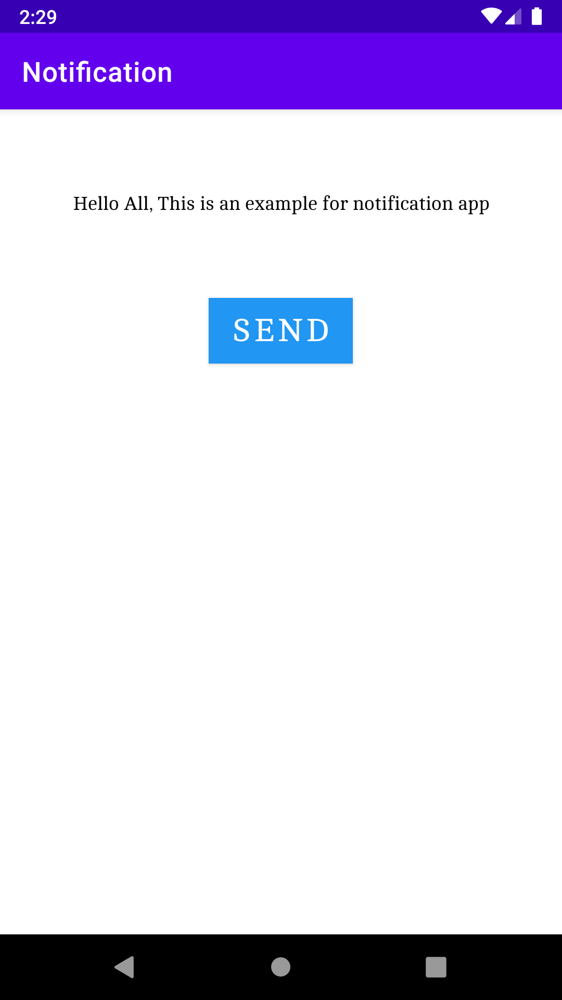 2:29
Notification
Hello All, This is an example for notification app
SEND